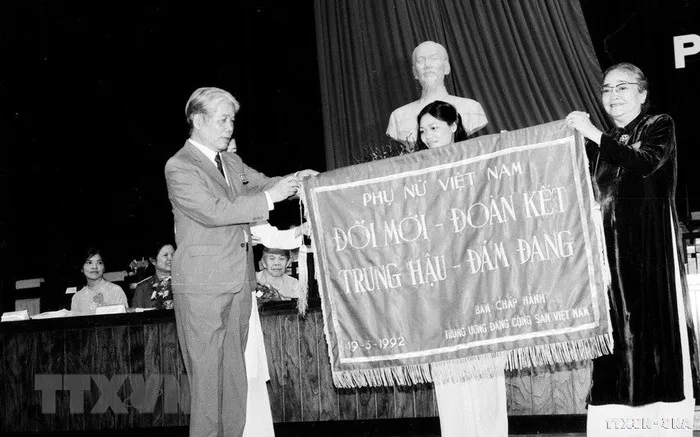 P
PHỤ NỮ VIỆT NAM
ĐỔI MỚI - ĐOÀN KẾT
TRUNG HẬU - ĐẢM ĐANG
BAN CHẤP HÀNH
TRUNG ƯƠNG ĐẢNG CỘNG SẢN VIỆT NAM
19-5-1992
TTXVN
TTXVN - VNA